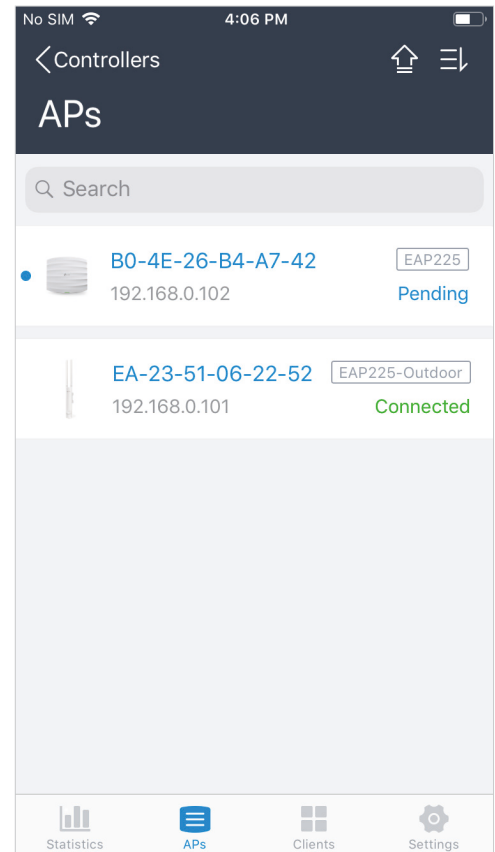 No SIM 4:06 PM
Controllers
APs
Search
B0-4E-26-B4-A7-42 EAP225
192.168.0.102 Pending
EA-23-51-06-22-52 EAP225-Outdoor
192.168.0.101 Connected
Statistics APs Clients Settings